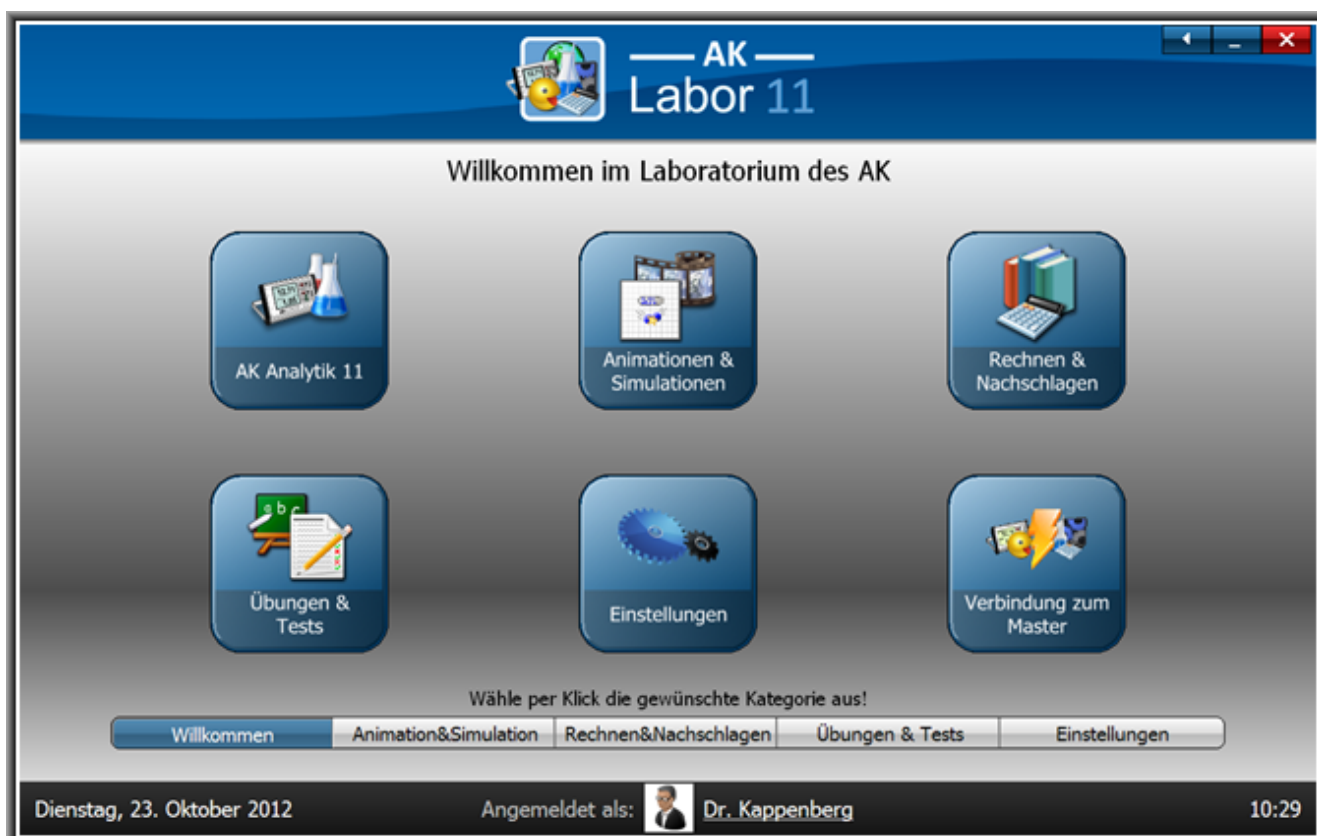 AK
Labor 11
Willkommen im Laboratorium des AK
AK Analytik 11
Animationen &
Simulationen
Rechnen &
Nachschlagen
abc
Übungen &
Tests
Einstellungen
Verbindung zum
Master
Wähle per Klick die gewünschte Kategorie aus!
Willkommen Animation&Simulation Rechnen&Nachschlagen Übungen & Tests Einstellungen
Dienstag, 23. Oktober 2012 Angemeldet als: Dr. Kappenberg 10:29